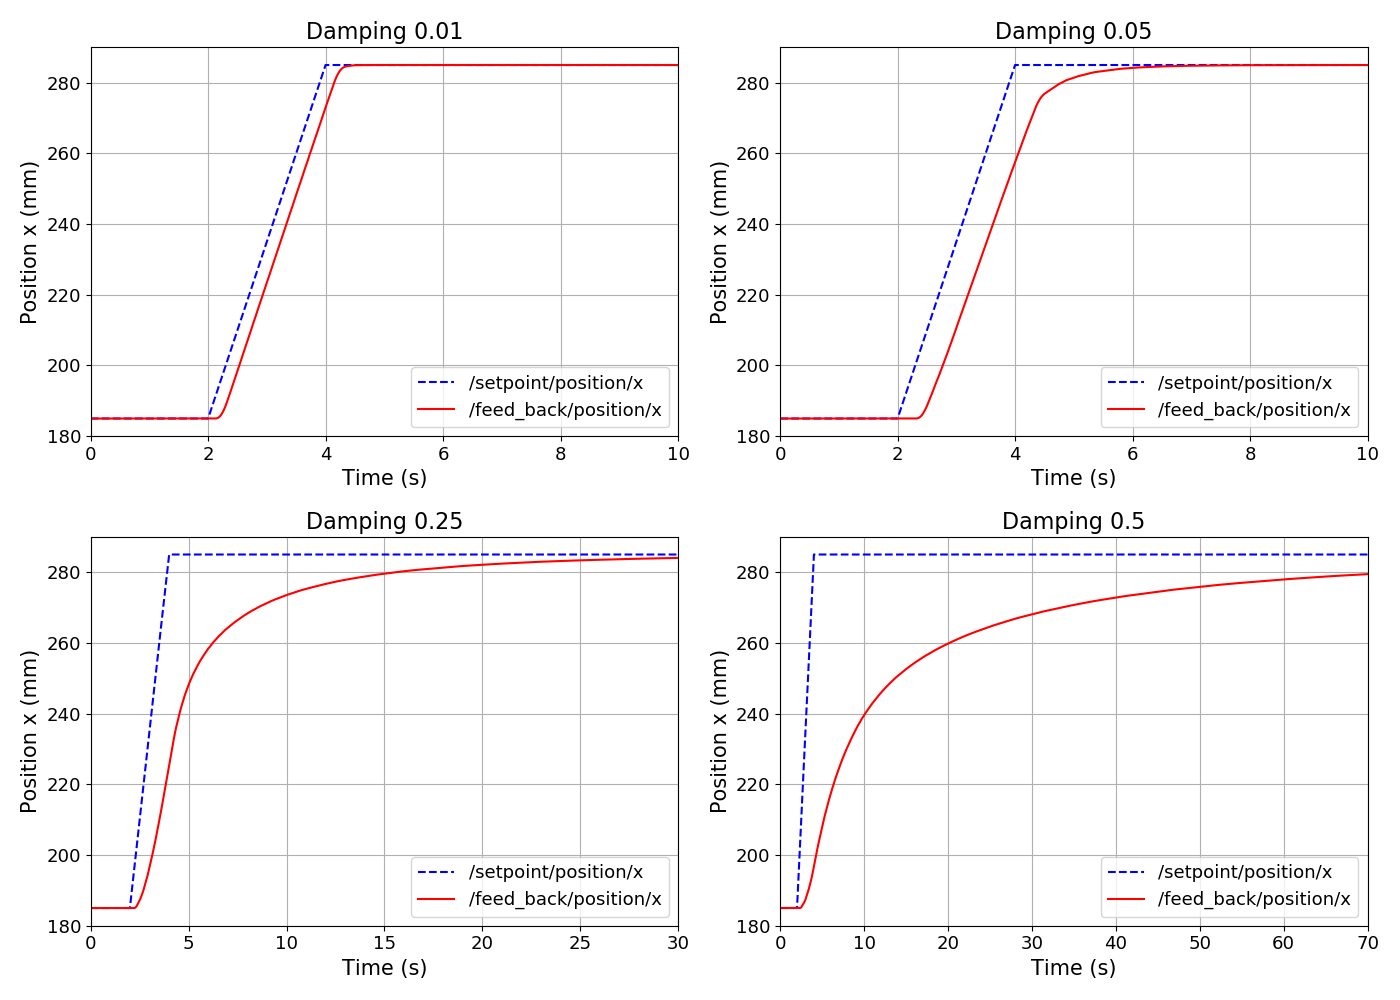 Damping 0.01
280
260
240
220
200
180
Position x (mm)
/setpoint/position/x
/feed_back/position/x
0 2 4 6 8 10
Time (s)
Damping 0.05
280
260
240
220
200
180
Position x (mm)
/setpoint/position/x
/feed_back/position/x
0 2 4 6 8 10
Time (s)
Damping 0.25
280
260
240
220
200
180
Position x (mm)
/setpoint/position/x
/feed_back/position/x
0 5 10 15 20 25 30
Time (s)
Damping 0.5
280
260
240
220
200
180
Position x (mm)
/setpoint/position/x
/feed_back/position/x
0 10 20 30 40 50 60 70
Time (s)